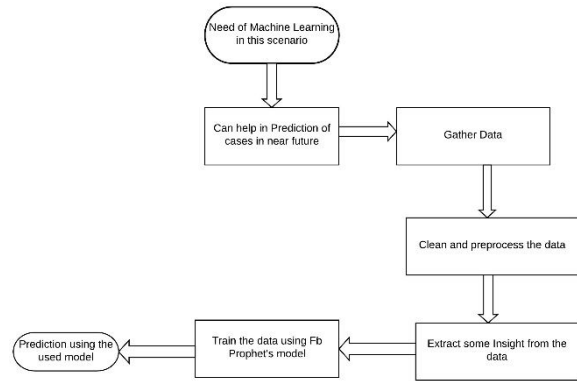 Need of Machine Learning
in this scenario
Can help in Prediction of
cases in near future
Gather Data
Clean and preprocess the data
Extract some Insight from the
data
Train the data using Fb
Prophet's model
Prediction using the
used model